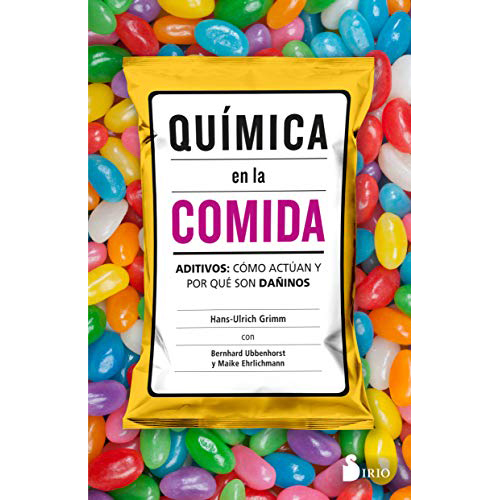 QUÍMICA
en la
COMIDA
ADITIVOS: CÓMO ACTÚAN Y
POR QUÉ SON DAÑINOS
Hans-Ulrich Grimm
con
Bernhard Ubbenhorst
y Maike Ehrlichmann
SIRIO